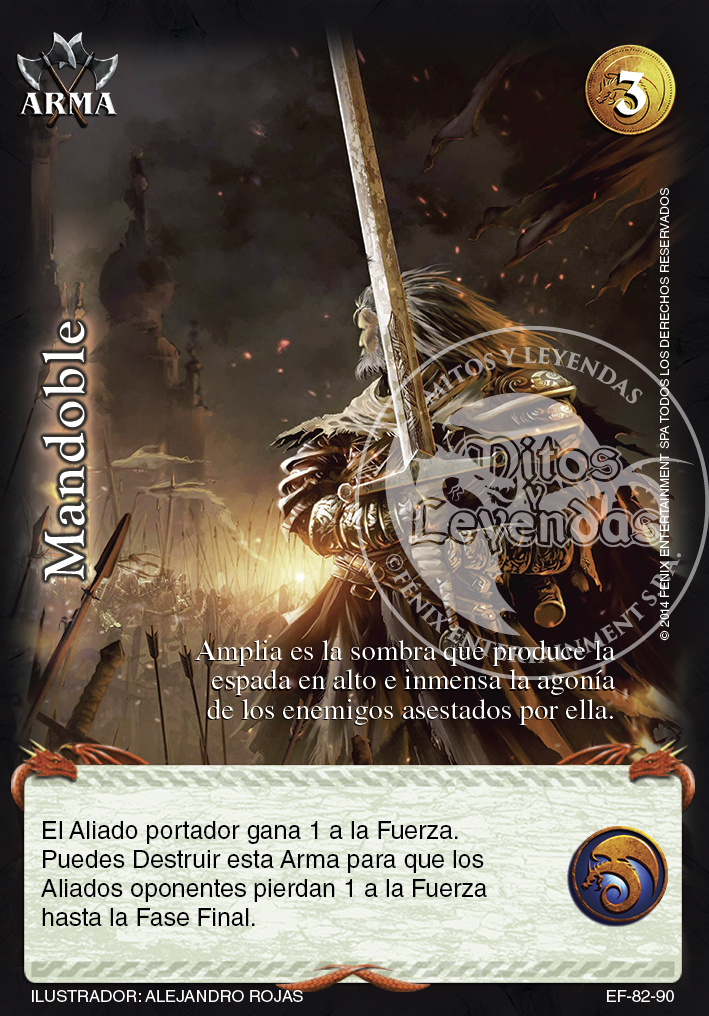 ARMA
3
Mandoble
© 2014 FENIX ENTERTAINMENT SPA TODOS LOS DERECHOS RESERVADOS
MITOS Y LEYENDAS
Mitos
y
Leyendas
© FENIX ENTERTAINMENT S.P.A.
Amplia es la sombra que produce la
espada en alto e inmensa la agonía
de los enemigos asestados por ella.
El Aliado portador gana 1 a la Fuerza.
Puedes Destruir esta Arma para que los
Aliados oponentes pierdan 1 a la Fuerza
hasta la Fase Final.
ILUSTRADOR: ALEJANDRO ROJAS
EF-82-90